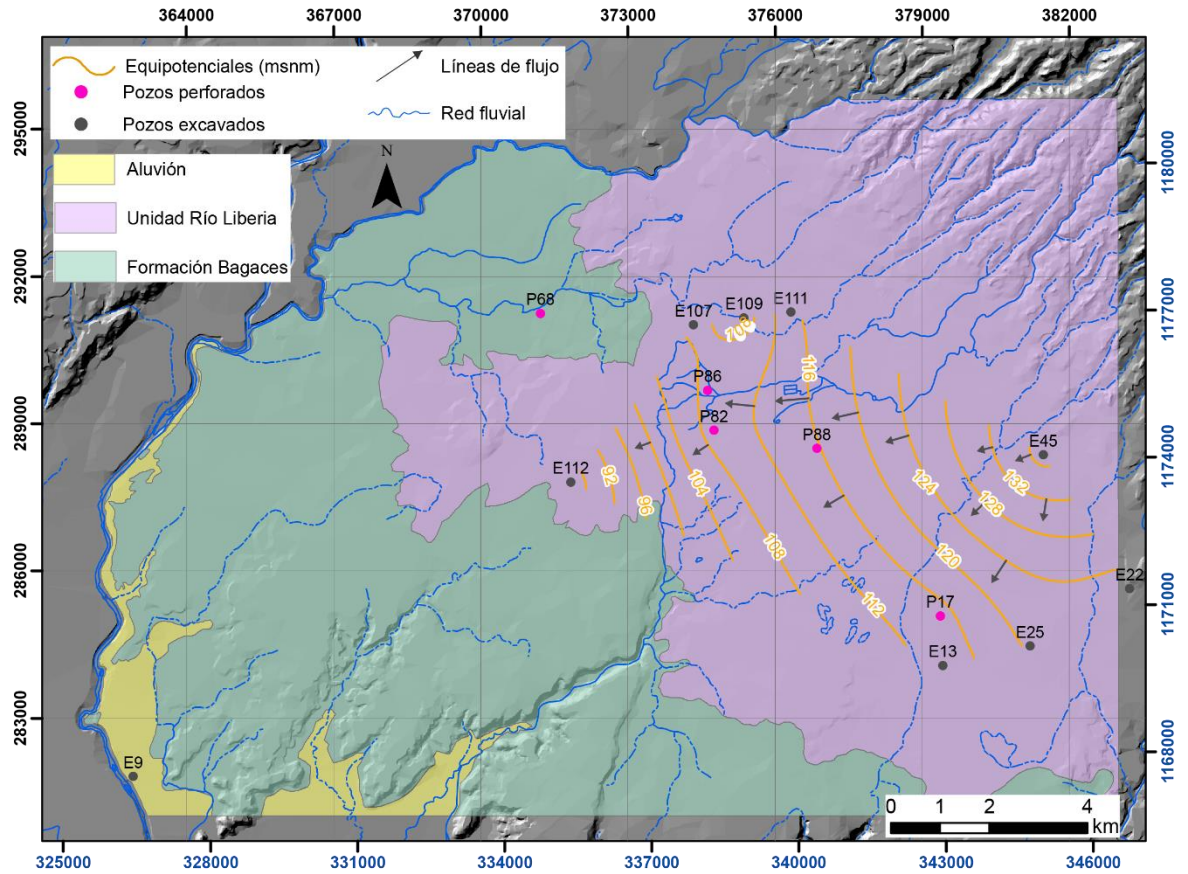 364000 367000 370000 373000 376000 379000 382000
Equipotenciales (msnm)
Líneas de flujo
Pozos perforados
Red fluvial
Pozos excavados
Aluvión
Unidad Río Liberia
Formación Bagaces
N
295000
292000
289000
286000
283000
1180000
1177000
1174000
1171000
1168000
P68
E107
E109
E111
108
116
P86
P82
P88
E45
E112
92
96
104
124
132
128
108
120
112
E22
P17
E13
E25
E9
0 1 2 4
km
325000 328000 331000 334000 337000 340000 343000 346000